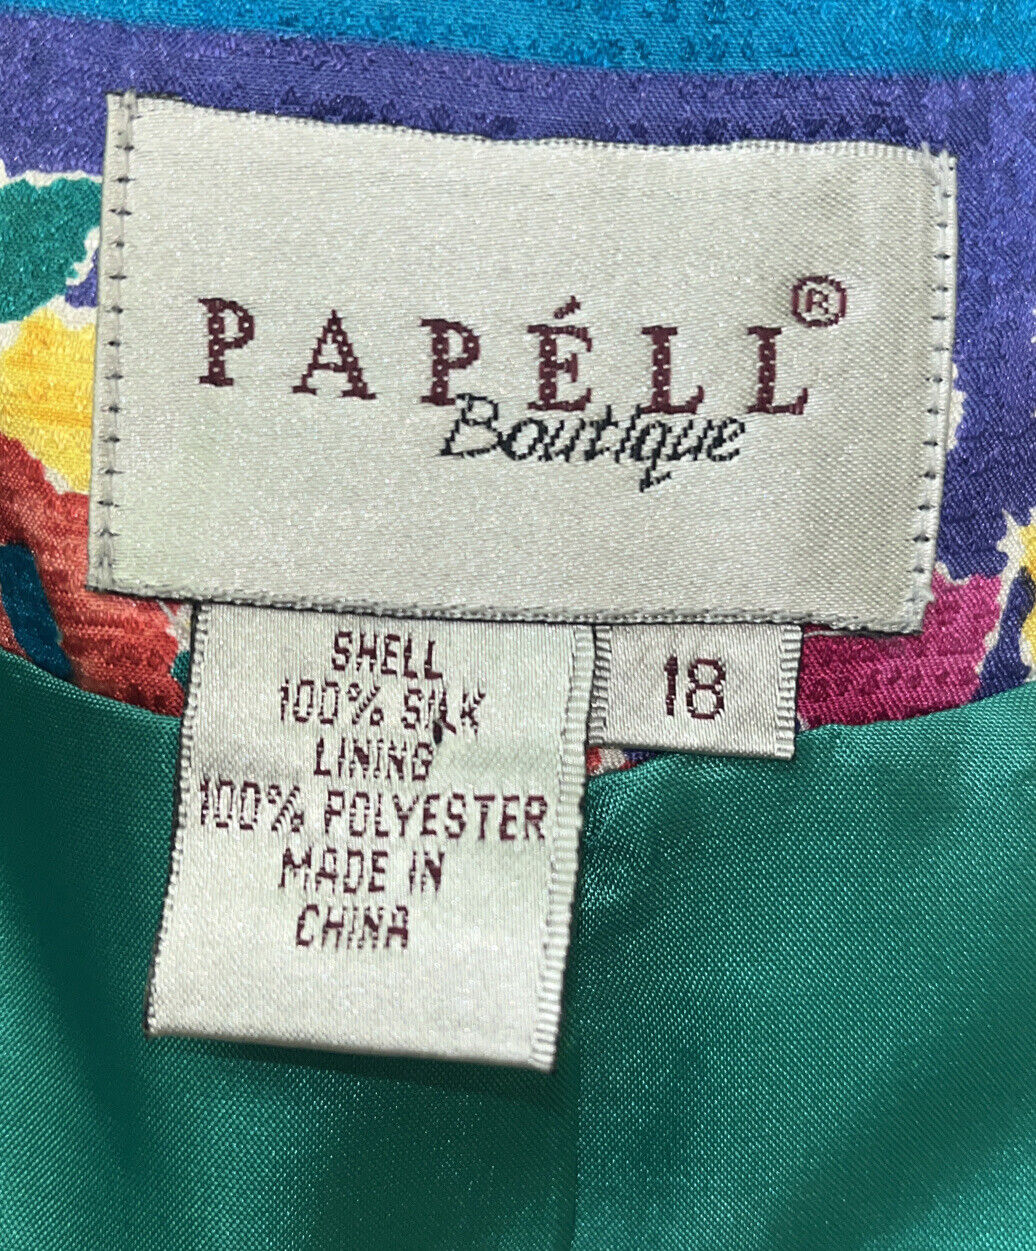 PAPÉLL®
Boutique
SHELL
100% SILK
LINING
100% POLYESTER
MADE IN
CHINA
18